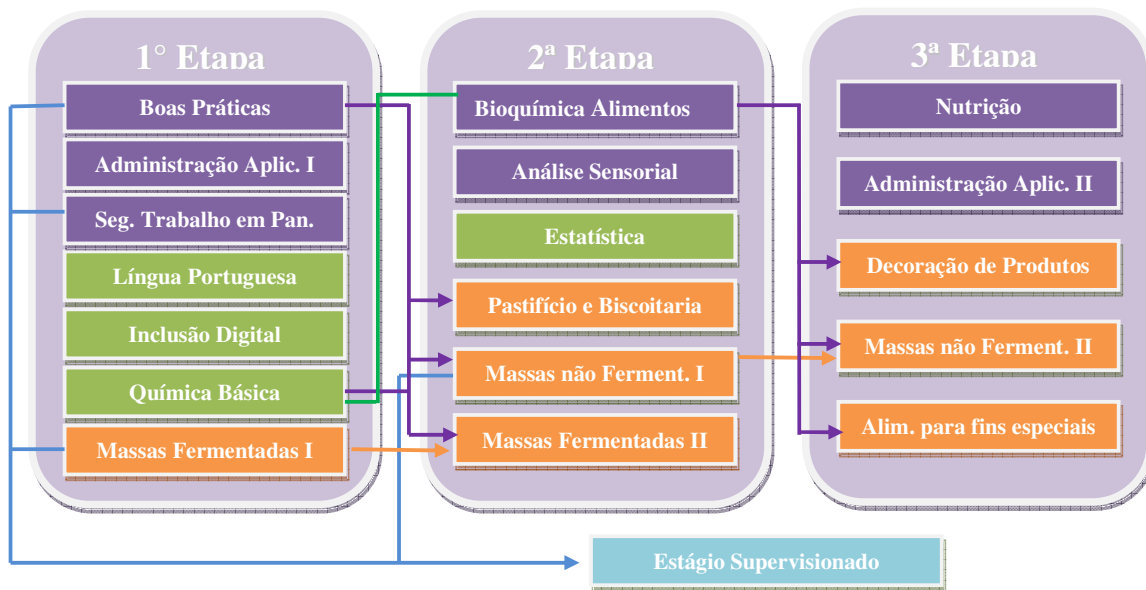 1° Etapa
Boas Práticas
Administração Aplic. I
Seg. Trabalho em Pan.
Língua Portuguesa
Inclusão Digital
Química Básica
Massas Fermentadas I
2ª Etapa
Bioquímica Alimentos
Análise Sensorial
Estatística
Pastifício e Biscoitaria
Massas não Ferment. I
Massas Fermentadas II
3ª Etapa
Nutrição
Administração Aplic. II
Decoração de Produtos
Massas não Ferment. II
Alim. para fins especiais
Estágio Supervisionado